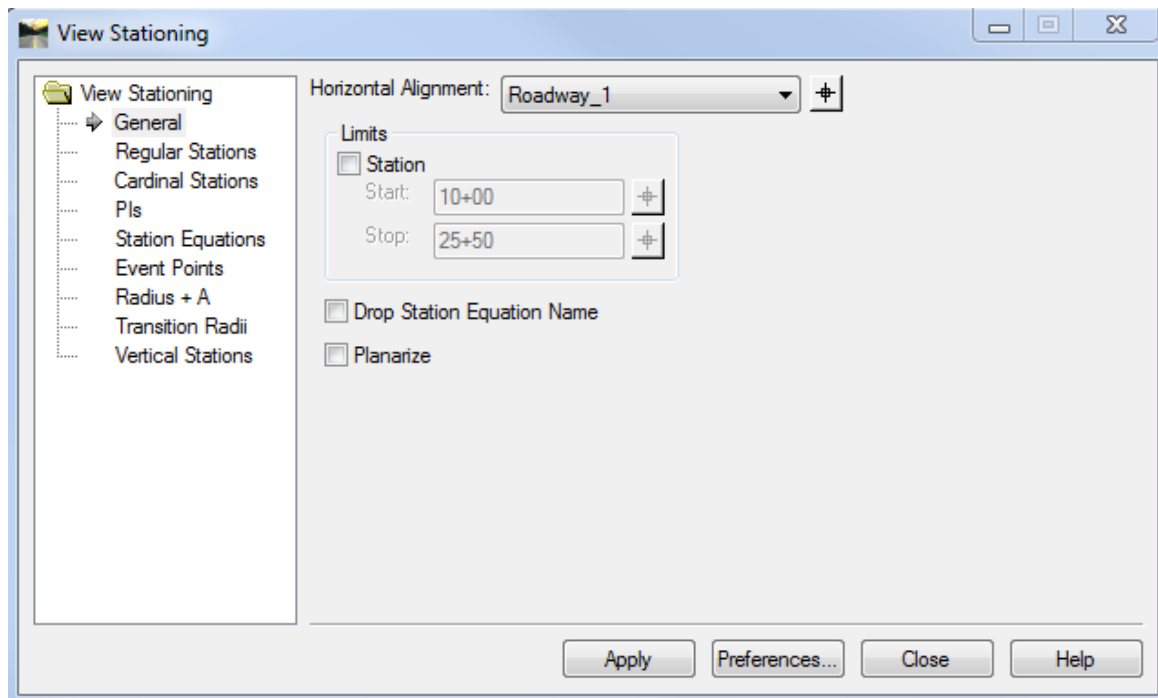 View Stationing
View Stationing
General
Regular Stations
Cardinal Stations
PIs
Station Equations
Event Points
Radius + A
Transition Radii
Vertical Stations
Horizontal Alignment: Roadway_1
Limits
Station
Start: 10+00
Stop: 25+50
Drop Station Equation Name
Planarize
Apply Preferences... Close Help